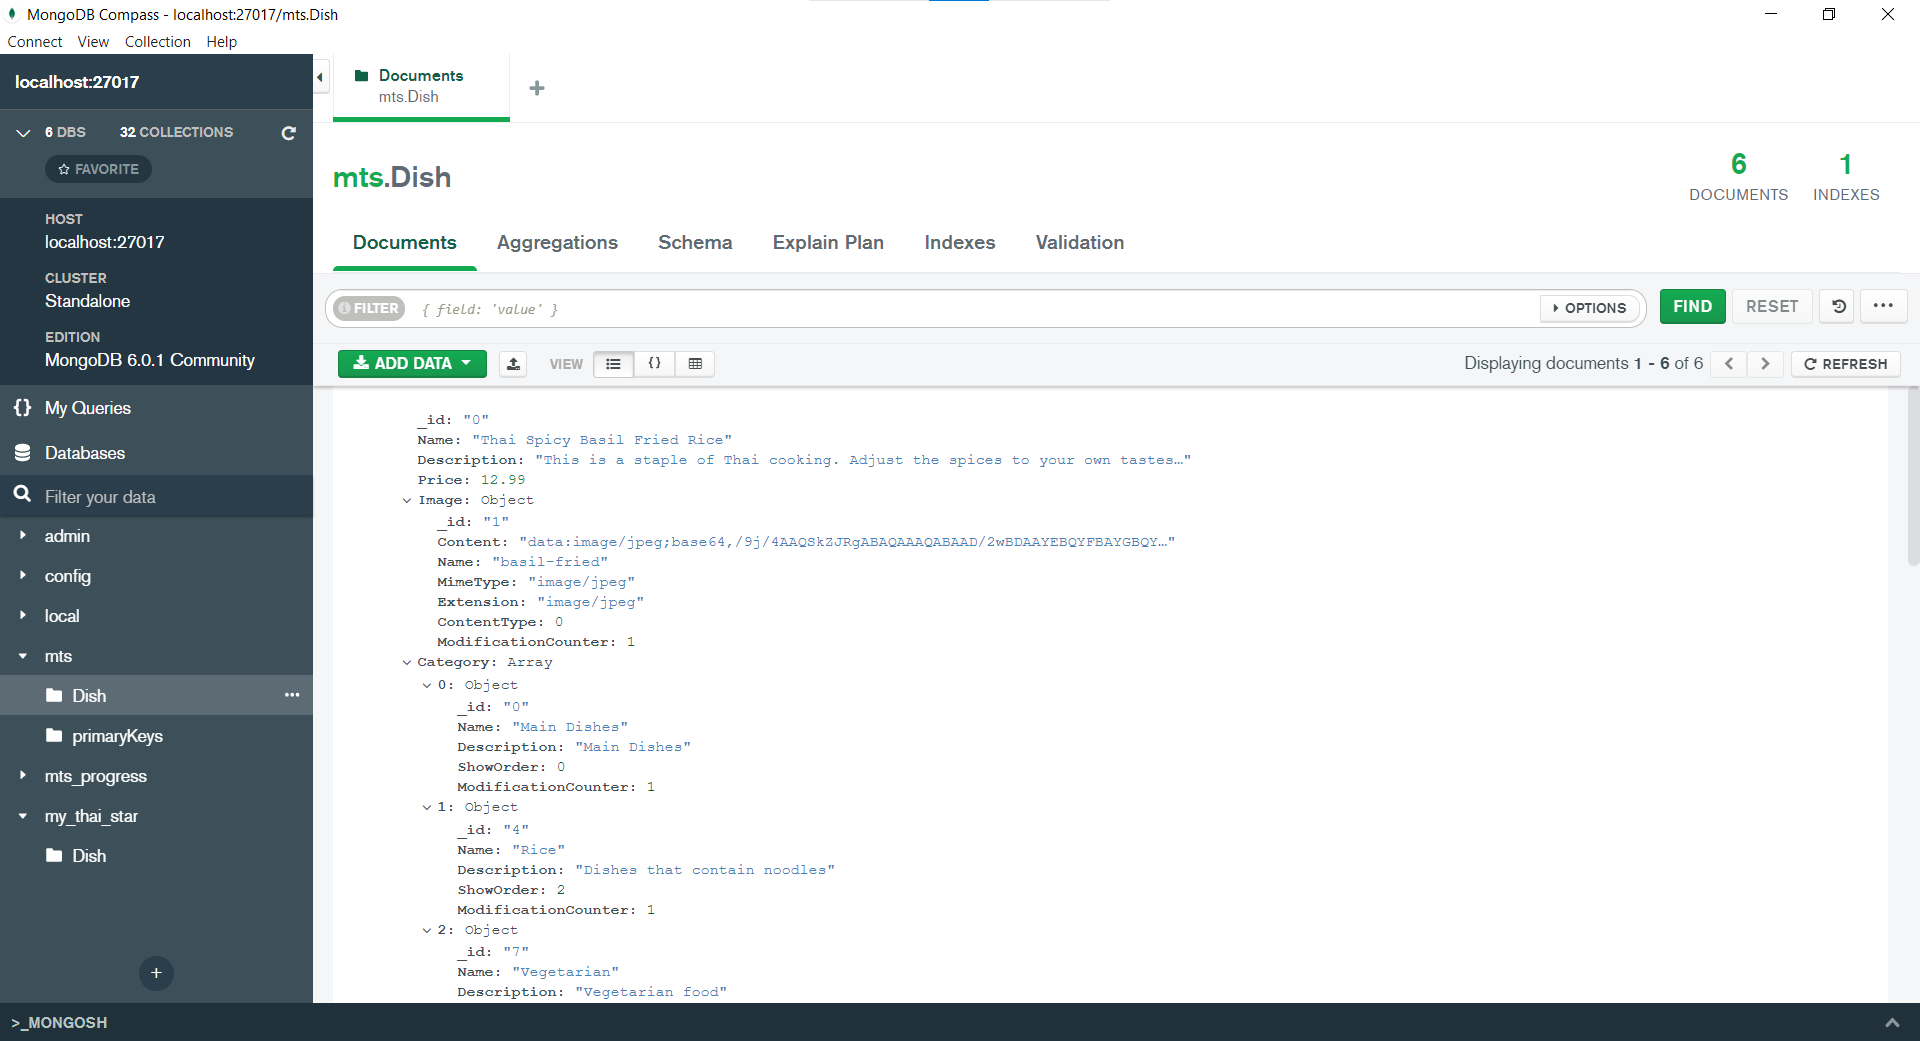 MongoDB Compass - localhost:27017/mts.Dish
Connect View Collection Help
localhost:27017
6 DBS 32 COLLECTIONS
FAVORITE
HOST
localhost:27017
CLUSTER
Standalone
EDITION
MongoDB 6.0.1 Community
{} My Queries
Databases
Filter your data
admin
config
local
mts
Dish
primaryKeys
mts_progress
my_thai_star
Dish
+
Documents
mts.Dish
+
mts.Dish
6
DOCUMENTS
1
INDEXES
Documents Aggregations Schema Explain Plan Indexes Validation
FILTER { field: 'value' } OPTIONS FIND RESET ...
ADD DATA VIEW {} Displaying documents 1 - 6 of 6 < > REFRESH
_id: "0"
Name: "Thai Spicy Basil Fried Rice"
Description: "This is a staple of Thai cooking. Adjust the spices to your own tastes…"
Price: 12.99
Image: Object
_id: "1"
Content: "data:image/jpeg;base64,/9j/4AAQSkZJRgABAQAAAQABAAD/2wBDAAYEBQYFBAYGBQY…"
Name: "basil-fried"
MimeType: "image/jpeg"
Extension: "image/jpeg"
ContentType: 0
ModificationCounter: 1
Category: Array
0: Object
_id: "0"
Name: "Main Dishes"
Description: "Main Dishes"
ShowOrder: 0
ModificationCounter: 1
1: Object
_id: "4"
Name: "Rice"
Description: "Dishes that contain noodles"
ShowOrder: 2
ModificationCounter: 1
2: Object
_id: "7"
Name: "Vegetarian"
Description: "Vegetarian food"
>_MONGOSH